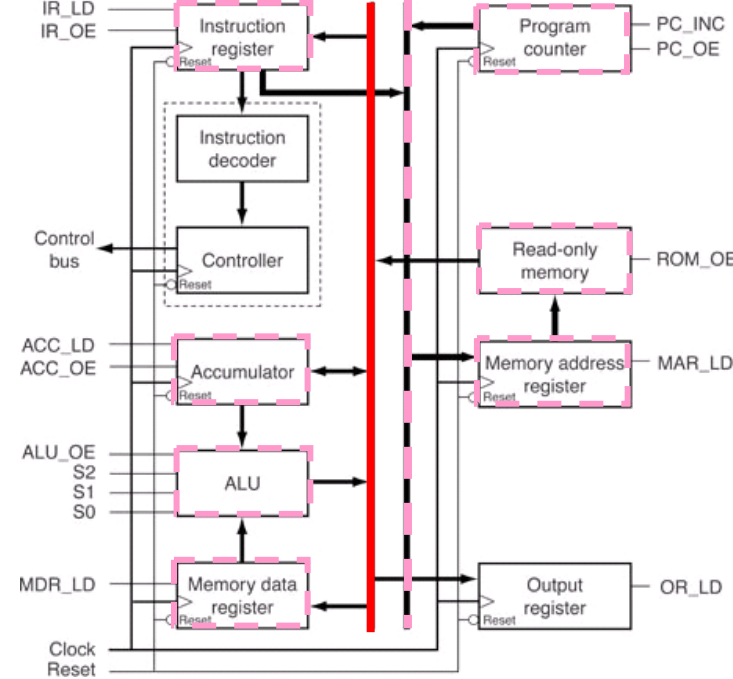 IR_LD
IR_OE
Instruction
register
Reset
Program
counter
Reset
PC_INC
PC_OE
Instruction
decoder
Control
bus
Controller
Reset
Read-only
memory
ROM_OE
ACC_LD
ACC_OE
Accumulator
Reset
Memory address
register
Reset
MAR_LD
ALU_OE
S2
S1
S0
ALU
MDR_LD
Memory data
register
Reset
Output
register
Reset
OR_LD
Clock
Reset